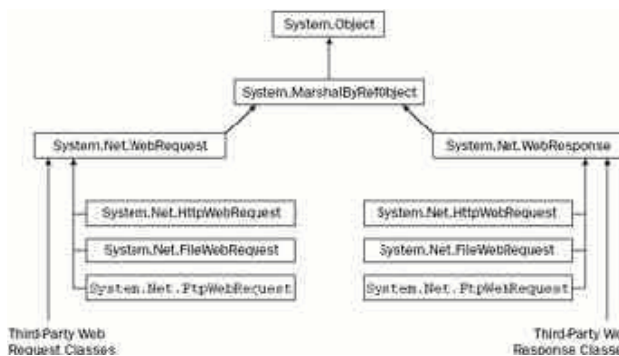 System.Object
System.MarshalByRefObject
System.Net.WebRequest
System.Net.WebResponse
System.Net.HttpWebRequest
System.Net.HttpWebRequest
System.Net.FileWebRequest
System.Net.FileWebRequest
System.Net.FtpWebRequest
System.Net.FtpWebRequest
Third-Party Web
Request Classes
Third-Party We
Response Classe